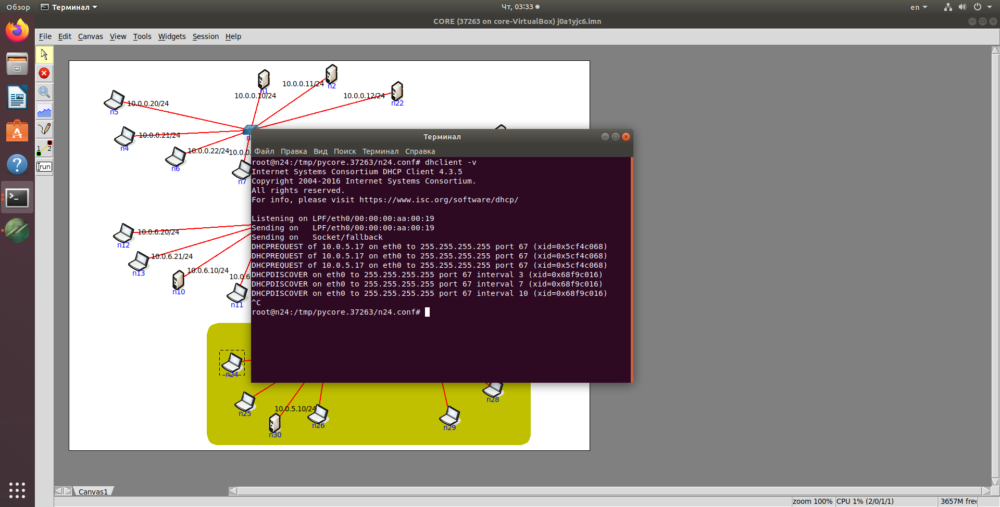 Обзор
Терминал
Чт, 03:33
en
CORE (37263 on core-VirtualBox) j0a1yjc6.imn
File Edit Canvas View Tools Widgets Session Help
10.0.0.11/24
n2
n1
10.0.0.10/24
10.0.0.12/24
n22
10.0.0.20/24
n5
10.0.0.21/24
n4
10.0.0.22/24
n6
10.0.0.
n7
1 2
run
Терминал
Файл Правка Вид Поиск Терминал Справка
root@n24:/tmp/pycore.37263/n24.conf# dhclient -v
Internet Systems Consortium DHCP Client 4.3.5
Copyright 2004-2016 Internet Systems Consortium.
All rights reserved.
For info, please visit https://www.isc.org/software/dhcp/
Listening on LPF/eth0/00:00:00:aa:00:19
Sending on   LPF/eth0/00:00:00:aa:00:19
Sending on   Socket/fallback
DHCPREQUEST of 10.0.5.17 on eth0 to 255.255.255.255 port 67 (xid=0x5cf4c068)
DHCPREQUEST of 10.0.5.17 on eth0 to 255.255.255.255 port 67 (xid=0x5cf4c068)
DHCPREQUEST of 10.0.5.17 on eth0 to 255.255.255.255 port 67 (xid=0x5cf4c068)
DHCPDISCOVER on eth0 to 255.255.255.255 port 67 interval 3 (xid=0x68f9c016)
DHCPDISCOVER on eth0 to 255.255.255.255 port 67 interval 7 (xid=0x68f9c016)
DHCPDISCOVER on eth0 to 255.255.255.255 port 67 interval 10 (xid=0x68f9c016)
^C
root@n24:/tmp/pycore.37263/n24.conf#
10.0.6.20/24
n12
10.0.6.21/24
n13
10.0.6.10/24
n10
10.0.6
n11
n24
n25
10.0.5.10/24
n30
n26
n28
n29
Canvas1
zoom 100% CPU 1% (2/0/1/1) 3657M free